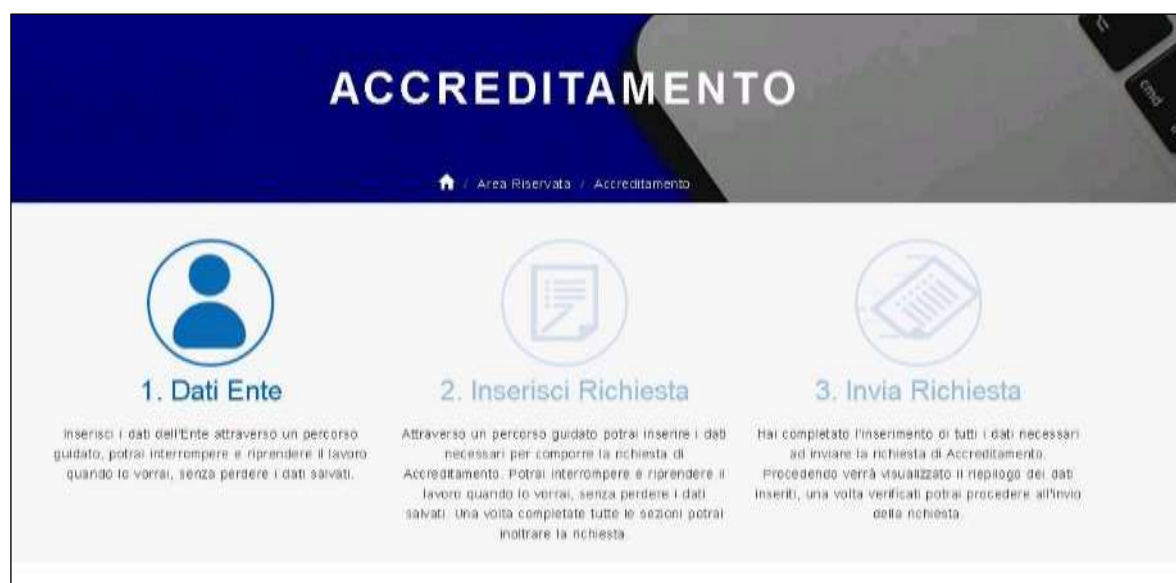 ACCREDITAMENTO
cmd
/ Area Riservata / Accreditamento
1. Dati Ente
Inserisci i dati dell'Ente attraverso un percorso
guidato, potrai interrompere e riprendere il lavoro
quando lo vorrai, senza perdere i dati salvati.
2. Inserisci Richiesta
Attraverso un percorso guidato potrai inserire i dati
necessari per comporre la richiesta di
Accreditamento. Potrai interrompere e riprendere il
lavoro quando lo vorrai, senza perdere i dati
salvati. Una volta completate tutte le sezioni potrai
inoltrare la richiesta.
3. Invia Richiesta
Hai completato l'inserimento di tutti i dati necessari
ad inviare la richiesta di Accreditamento.
Procedendo verrà visualizzato il riepilogo dei dati
inseriti, una volta verificati potrai procedere all'invio
della richiesta.